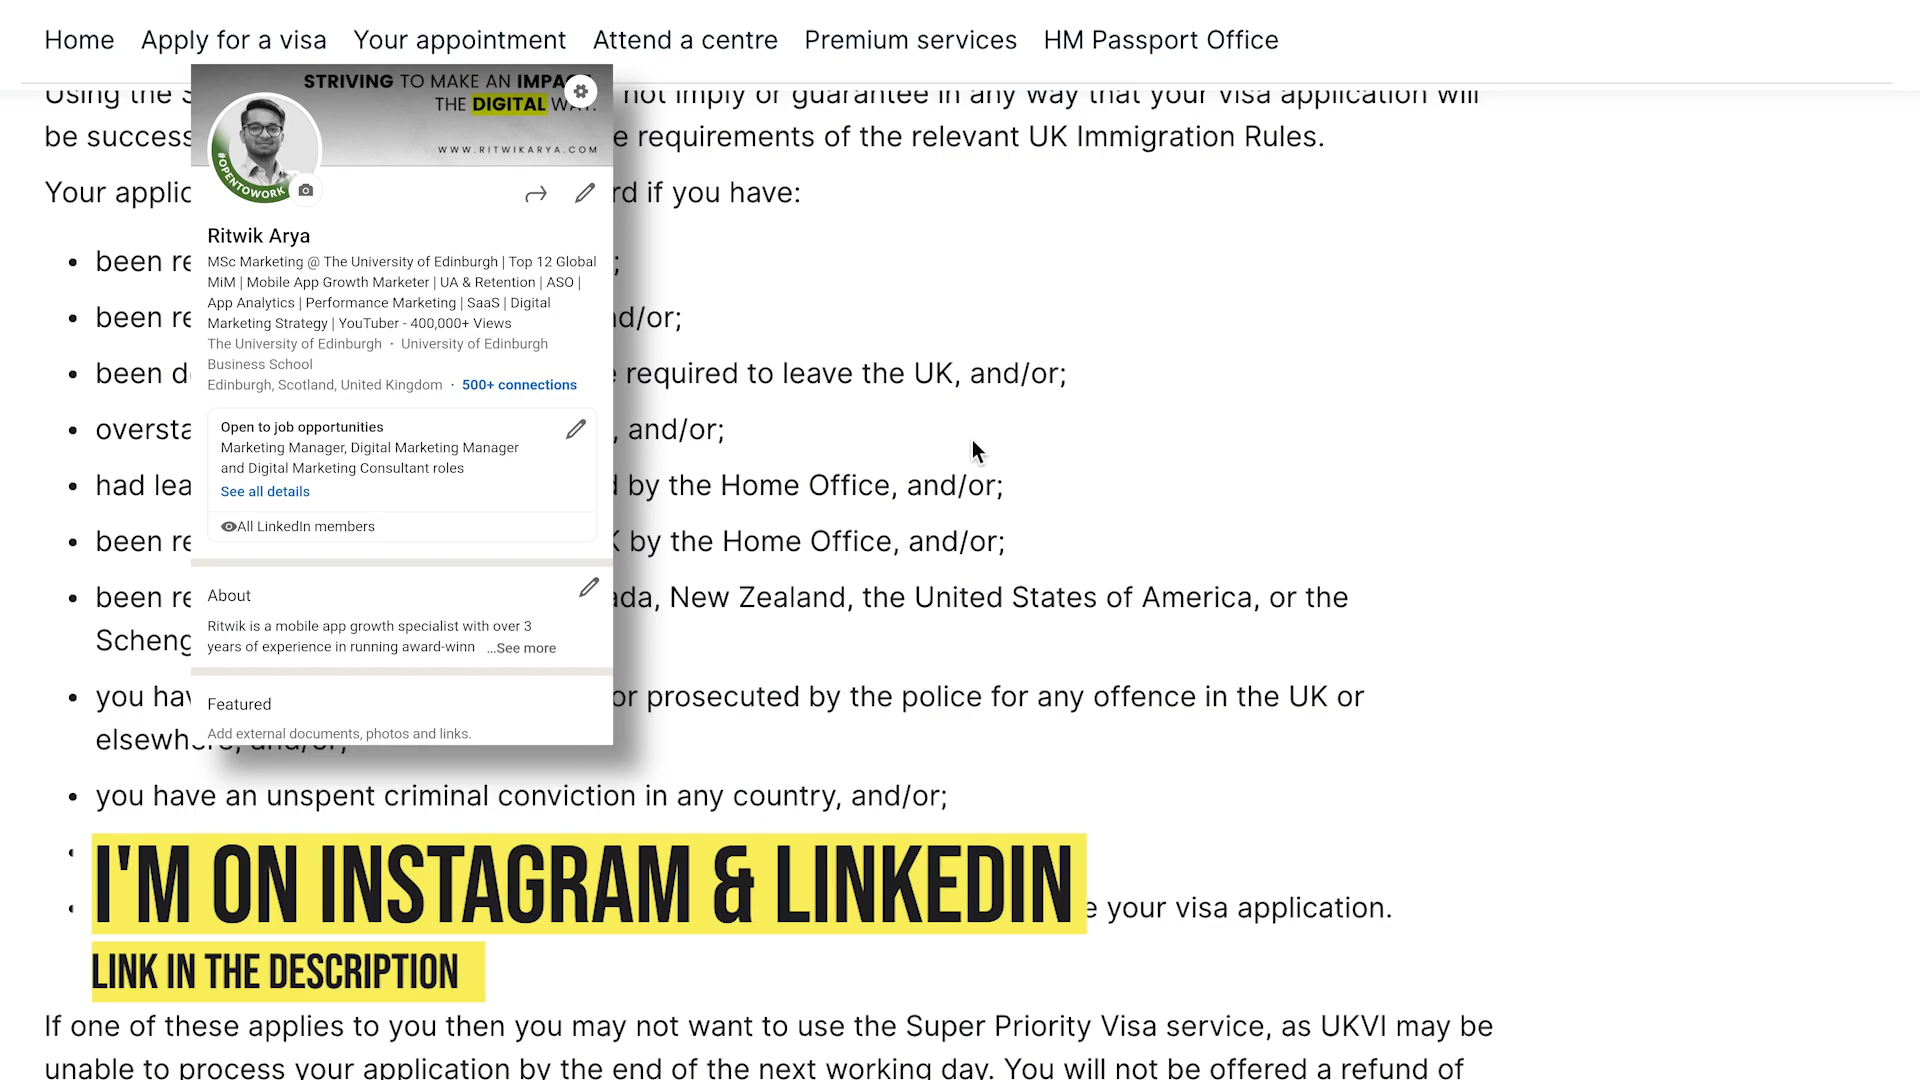 Home Apply for a visa Your appointment Attend a centre Premium services HM Passport Office
Using the S not imply or guarantee in any way that your visa application will
be success e requirements of the relevant UK Immigration Rules.
Your applic rd if you have:
been re ;
been re nd/or;
been d e required to leave the UK, and/or;
oversta , and/or;
had lea d by the Home Office, and/or;
been re K by the Home Office, and/or;
been re ada, New Zealand, the United States of America, or the
Scheng
you hav or prosecuted by the police for any offence in the UK or
elsewhere, and/or;
you have an unspent criminal conviction in any country, and/or;
e your visa application.
If one of these applies to you then you may not want to use the Super Priority Visa service, as UKVI may be
unable to process your application by the end of the next working day. You will not be offered a refund of
STRIVING TO MAKE AN IMPAC
THE DIGITAL WAY.
WWW.RITWIKARYA.COM
#OPENTOWORK
Ritwik Arya
MSc Marketing @ The University of Edinburgh | Top 12 Global
MiM | Mobile App Growth Marketer | UA & Retention | ASO |
App Analytics | Performance Marketing | SaaS | Digital
Marketing Strategy | YouTuber - 400,000+ Views
The University of Edinburgh · University of Edinburgh
Business School
Edinburgh, Scotland, United Kingdom · 500+ connections
Open to job opportunities
Marketing Manager, Digital Marketing Manager
and Digital Marketing Consultant roles
See all details
All LinkedIn members
About
Ritwik is a mobile app growth specialist with over 3
years of experience in running award-winn ...See more
Featured
Add external documents, photos and links.
I'M ON INSTAGRAM & LINKEDIN
LINK IN THE DESCRIPTION